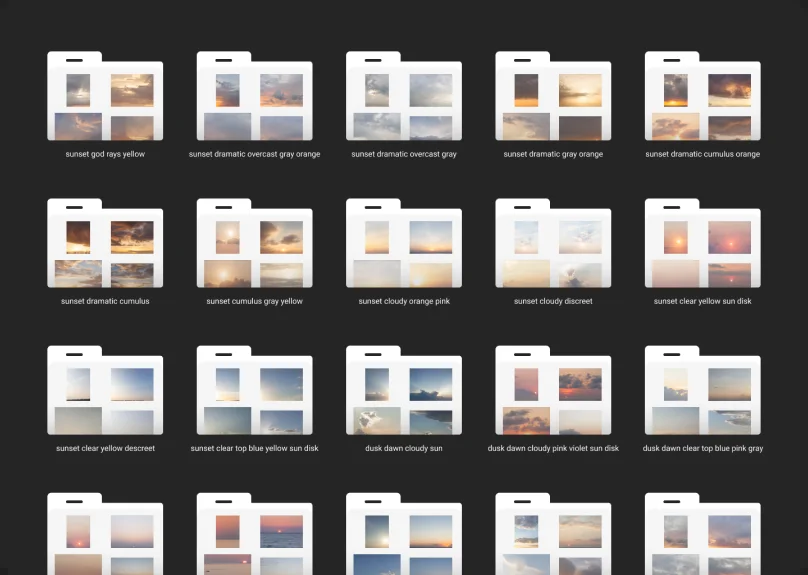 sunset god rays yellow
sunset dramatic overcast gray orange
sunset dramatic overcast gray
sunset dramatic gray orange
sunset dramatic cumulus orange
sunset dramatic cumulus
sunset cumulus gray yellow
sunset cloudy orange pink
sunset cloudy discreet
sunset clear yellow sun disk
sunset clear yellow descreet
sunset clear top blue yellow sun disk
dusk dawn cloudy sun
dusk dawn cloudy pink violet sun disk
dusk dawn clear top blue pink gray